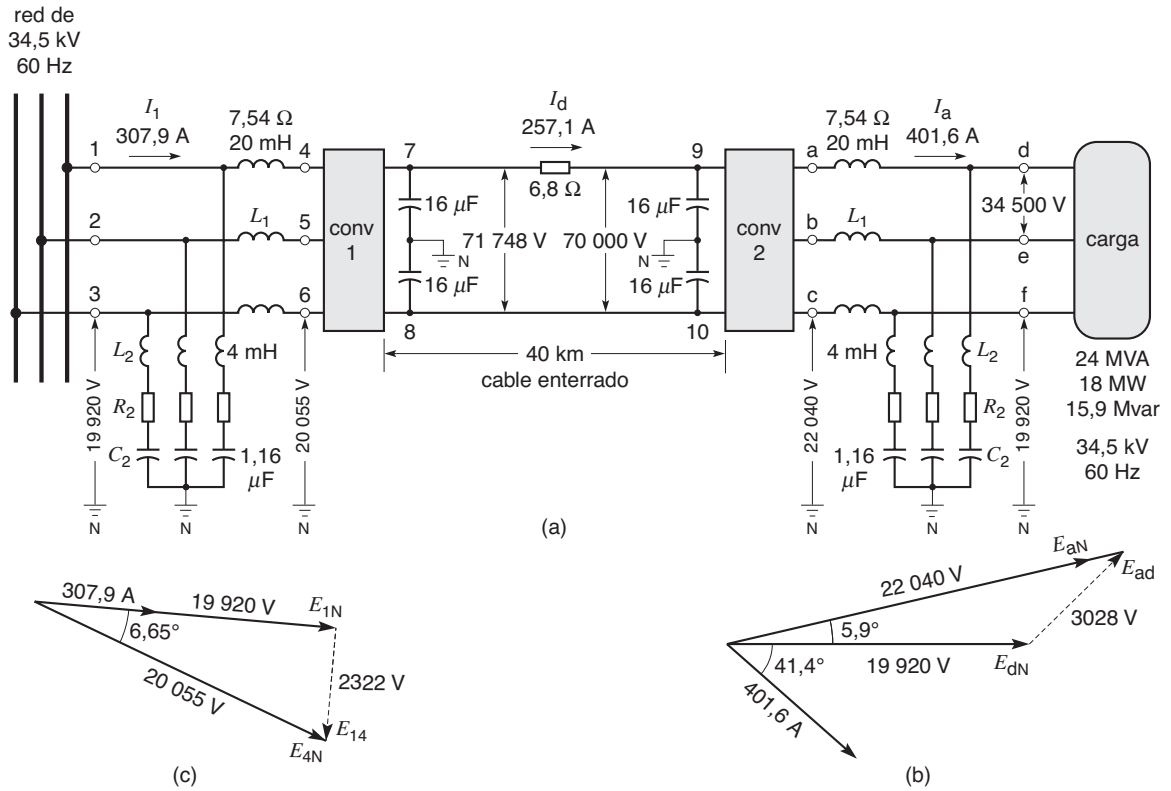 red de
34,5 kV
60 Hz
I1
307,9 A
7,54 Ω
20 mH
Id
257,1 A
7,54 Ω
20 mH
Ia
401,6 A
1
4
7
9
a
d
6,8 Ω
16 μF
16 μF
34 500 V
2
L1
5
conv
1
N
71 748 V
70 000 V
N
conv
2
b
L1
e
carga
16 μF
16 μF
3
6
8
10
c
f
L2
4 mH
40 km
cable enterrado
4 mH
L2
24 MVA
18 MW
15,9 Mvar
34,5 kV
60 Hz
19 920 V
R2
20 055 V
22 040 V
R2
19 920 V
C2
1,16
μF
1,16
μF
C2
N
N
N
N
N
N
(a)
307,9 A
19 920 V
E1N
6,65°
20 055 V
2322 V
E14
E4N
(c)
EaN
22 040 V
Ead
5,9°
3028 V
41,4°
19 920 V
EdN
401,6 A
(b)